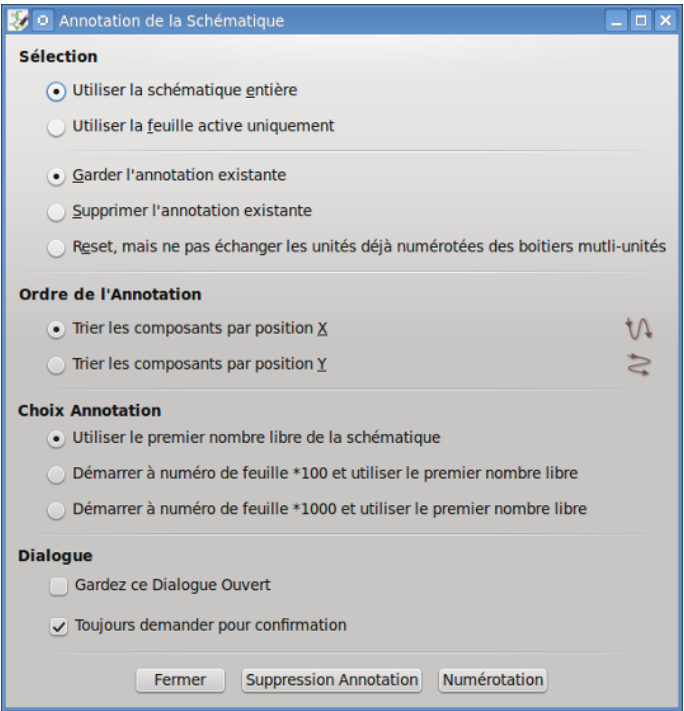 Annotation de la Schématique
Sélection
Utiliser la schématique entière
Utiliser la feuille active uniquement
Garder l'annotation existante
Supprimer l'annotation existante
Reset, mais ne pas échanger les unités déjà numérotées des boitiers mutli-unités
Ordre de l'Annotation
Trier les composants par position X
Trier les composants par position Y
Choix Annotation
Utiliser le premier nombre libre de la schématique
Démarrer à numéro de feuille *100 et utiliser le premier nombre libre
Démarrer à numéro de feuille *1000 et utiliser le premier nombre libre
Dialogue
Gardez ce Dialogue Ouvert
Toujours demander pour confirmation
Fermer Suppression Annotation Numérotation